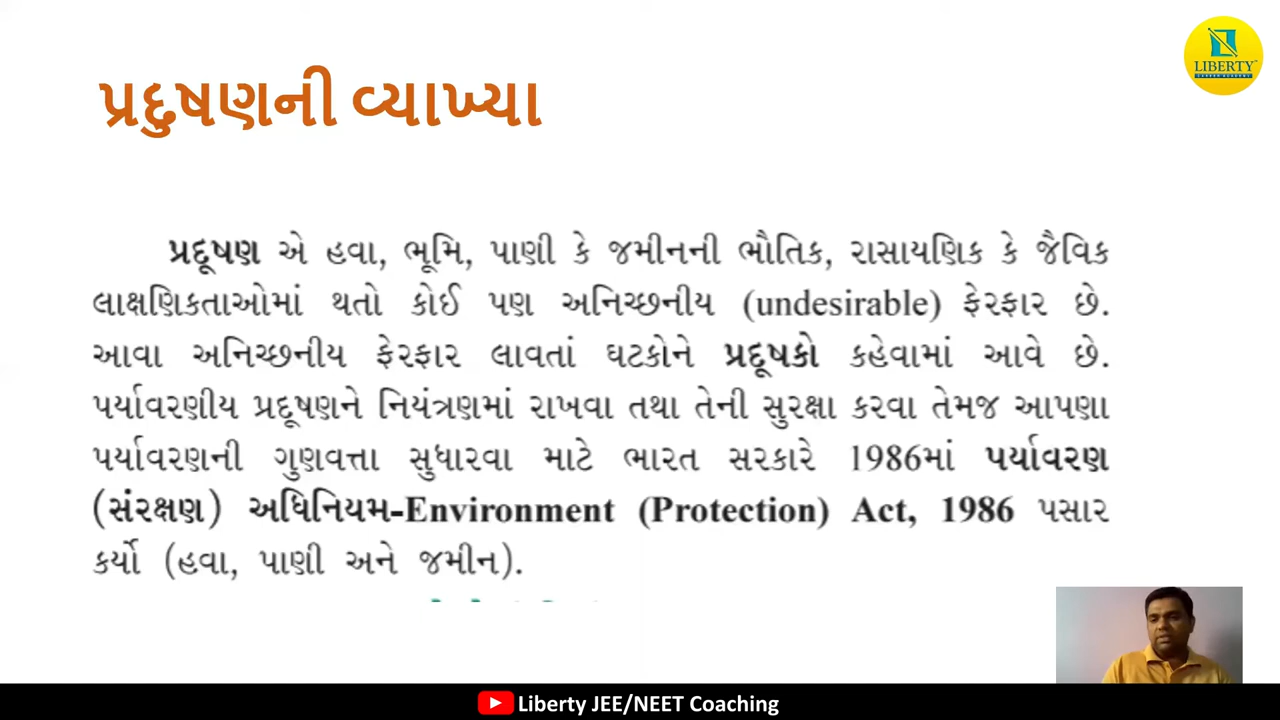 LIBERTY
પ્રદુષણની વ્યાખ્યા
પ્રદૂષણ એ હવા, ભૂમિ, પાણી કે જમીનની ભૌતિક, રાસાયણિક કે જૈવિક
લાક્ષણિકતાઓમાં થતો કોઈ પણ અનિચ્છનીય (undesirable) ફેરફાર છે.
આવા અનિચ્છનીય ફેરફાર લાવતાં ઘટકોને પ્રદૂષકો કહેવામાં આવે છે.
પર્યાવરણીય પ્રદૂષણને નિયંત્રણમાં રાખવા તથા તેની સુરક્ષા કરવા તેમજ આપણા
પર્યાવરણની ગુણવત્તા સુધારવા માટે ભારત સરકારે 1986માં પર્યાવરણ
(સંરક્ષણ) અધિનિયમ-Environment (Protection) Act, 1986 પસાર
કર્યો (હવા, પાણી અને જમીન).
Liberty JEE/NEET Coaching